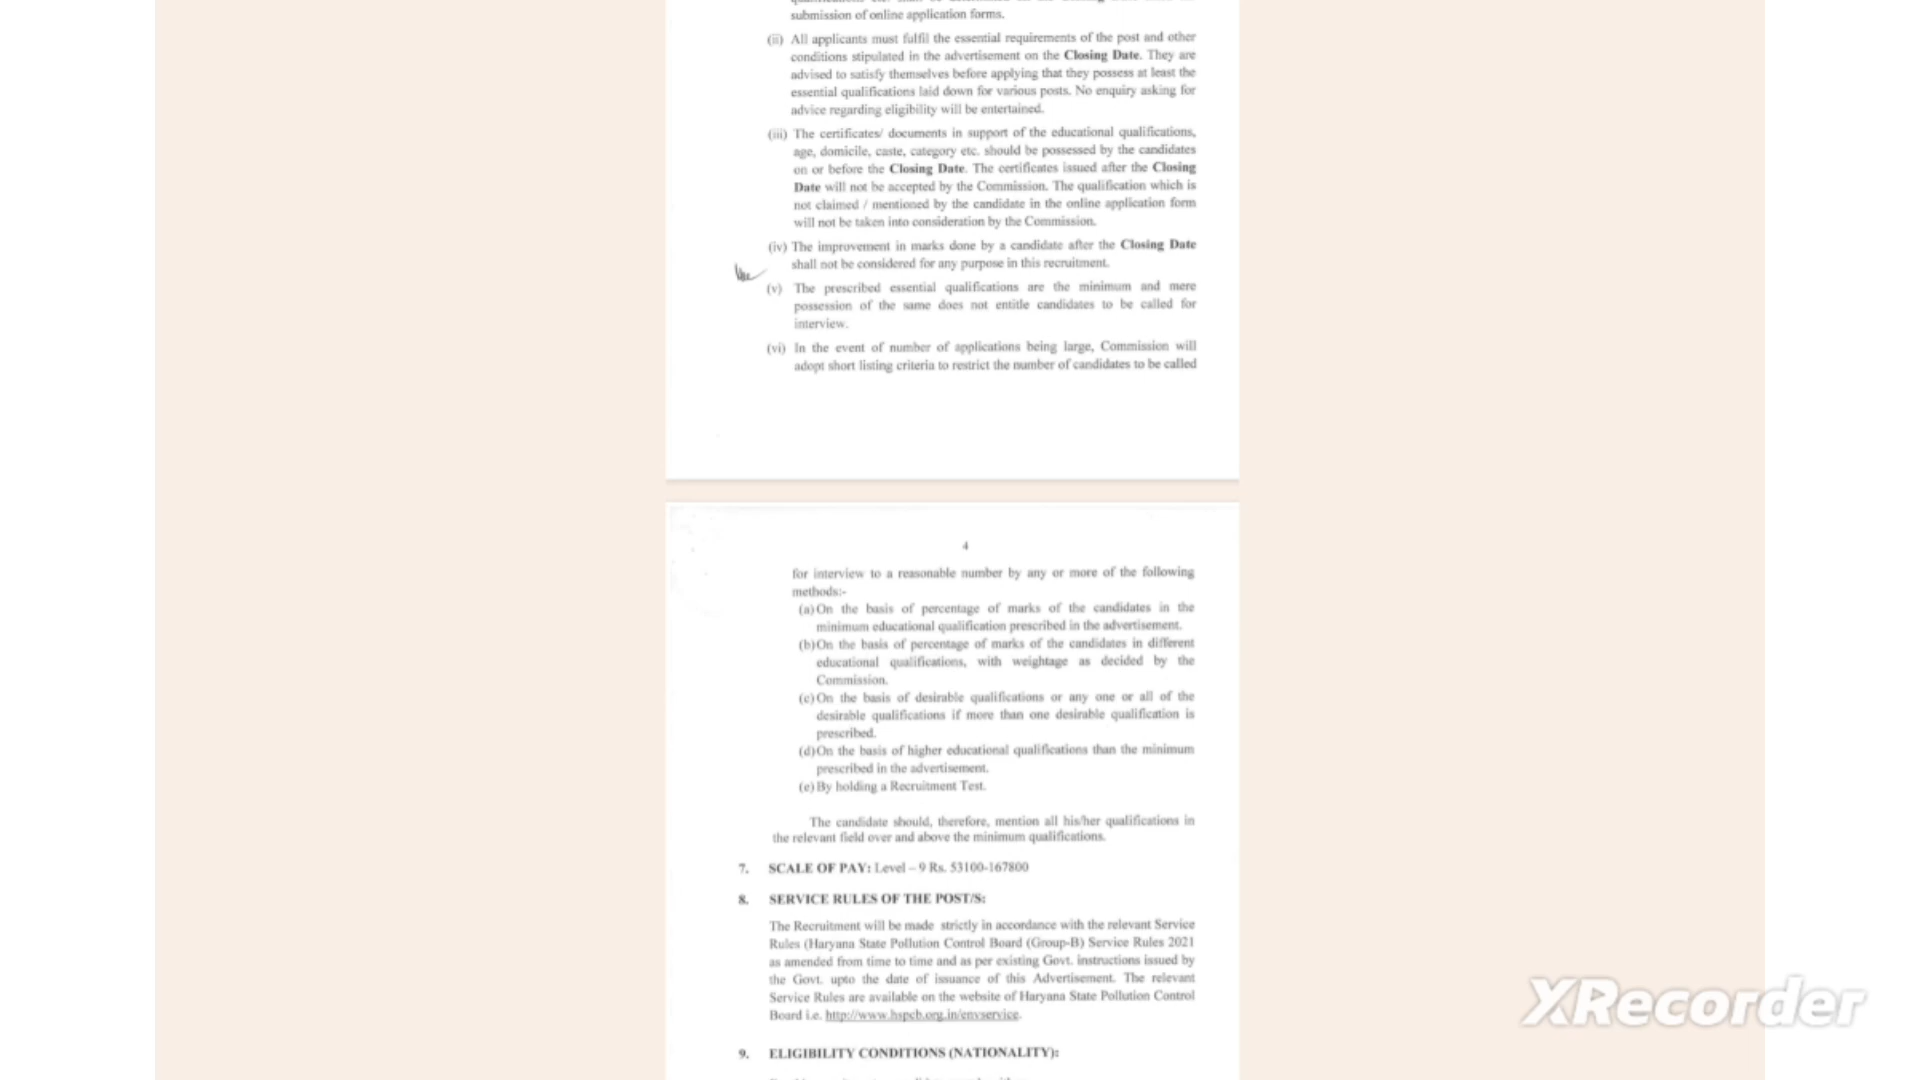 submission of online application forms.
(ii) All applicants must fulfil the essential requirements of the post and other
conditions stipulated in the advertisement on the Closing Date. They are
advised to satisfy themselves before applying that they possess at least the
essential qualifications laid down for various posts. No enquiry asking for
advice regarding eligibility will be entertained.
(iii) The certificates/ documents in support of the educational qualifications,
age, domicile, caste, category etc. should be possessed by the candidates
on or before the Closing Date. The certificates issued after the Closing
Date will not be accepted by the Commission. The qualification which is
not claimed / mentioned by the candidate in the online application form
will not be taken into consideration by the Commission.
(iv) The improvement in marks done by a candidate after the Closing Date
shall not be considered for any purpose in this recruitment.
(v) The prescribed essential qualifications are the minimum and mere
possession of the same does not entitle candidates to be called for
interview.
(vi) In the event of number of applications being large, Commission will
adopt short listing criteria to restrict the number of candidates to be called
4
for interview to a reasonable number by any or more of the following
methods:-
(a) On the basis of percentage of marks of the candidates in the
minimum educational qualification prescribed in the advertisement.
(b) On the basis of percentage of marks of the candidates in different
educational qualifications, with weightage as decided by the
Commission.
(c) On the basis of desirable qualifications or any one or all of the
desirable qualifications if more than one desirable qualification is
prescribed.
(d) On the basis of higher educational qualifications than the minimum
prescribed in the advertisement.
(e) By holding a Recruitment Test.
The candidate should, therefore, mention all his/her qualifications in
the relevant field over and above the minimum qualifications.
7. SCALE OF PAY: Level – 9 Rs. 53100-167800
8. SERVICE RULES OF THE POST/S:
The Recruitment will be made strictly in accordance with the relevant Service
Rules (Haryana State Pollution Control Board (Group-B) Service Rules 2021
as amended from time to time and as per existing Govt. instructions issued by
the Govt. upto the date of issuance of this Advertisement. The relevant
Service Rules are available on the website of Haryana State Pollution Control
Board i.e. http://www.hspcb.org.in/envservice.
9. ELIGIBILITY CONDITIONS (NATIONALITY):
XRecorder